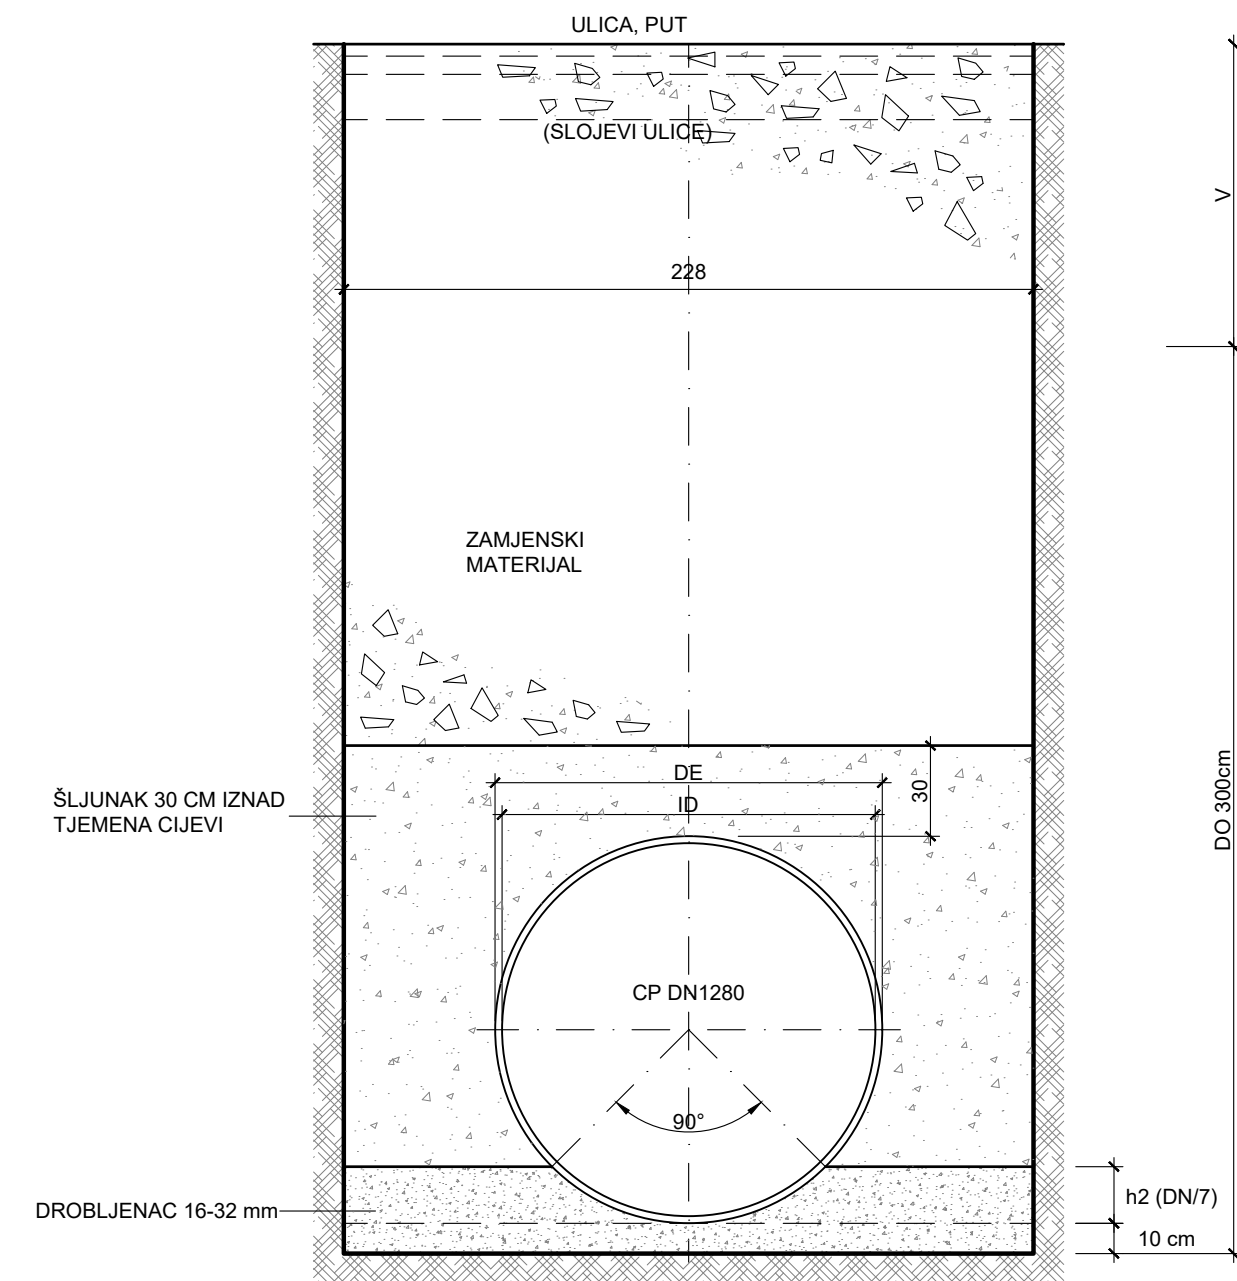 ULICA, PUT
(SLOJEVI ULICE)
V
228
ZAMJENSKI
MATERIJAL
DE
30
ID
ŠLJUNAK 30 CM IZNAD
TJEMENA CIJEVI
DO 300cm
CP DN1280
90°
h2 (DN/7)
DROBLJENAC 16-32 mm
10 cm